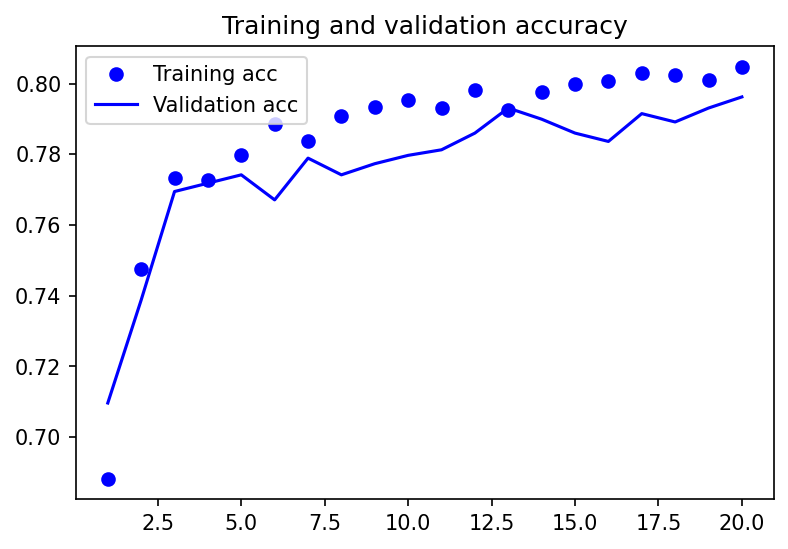 Training and validation accuracy
Training acc
Validation acc
0.80
0.78
0.76
0.74
0.72
0.70
2.5 5.0 7.5 10.0 12.5 15.0 17.5 20.0